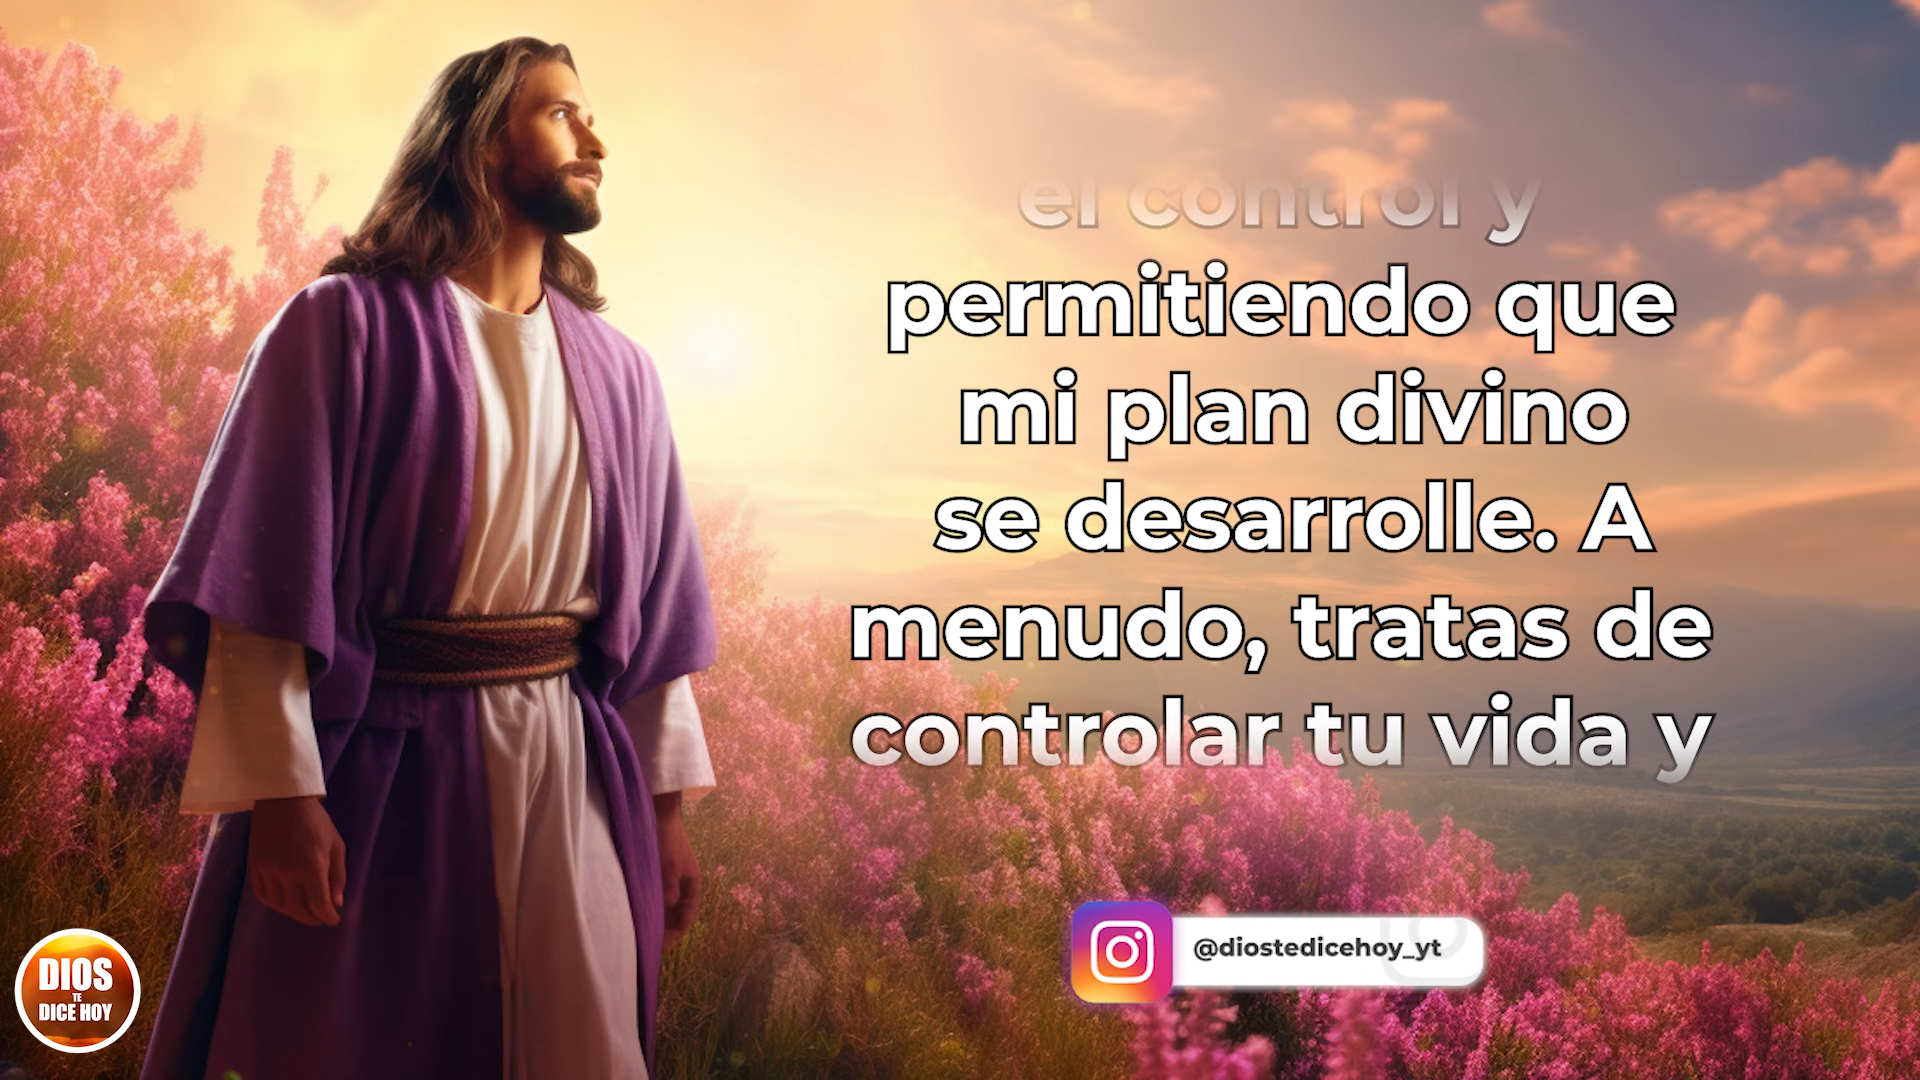 el control y
permitiendo que
mi plan divino
se desarrolle. A
menudo, tratas de
controlar tu vida y
@diostedicehoy_yt
DIOS
TE
DICE HOY